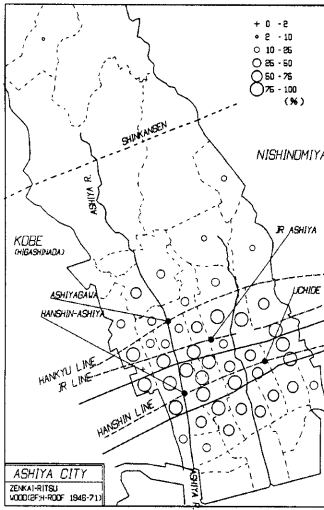 + 0 - 2
2 - 10
10 - 25
25 - 50
50 - 75
75 - 100
(%)
SHINKANSEN
NISHINOMIYA
ASHIYA R.
KOBE
(HIGASHINADA)
JR ASHIYA
ASHIYAGAWA
UCHIDE
HANSHIN-ASHIYA
HANKYU LINE
JR LINE
HANSHIN LINE
ASHIYA R.
ASHIYA CITY
ZENKAI-RITSU
WOOD(2F:H-ROOF 1946-71)